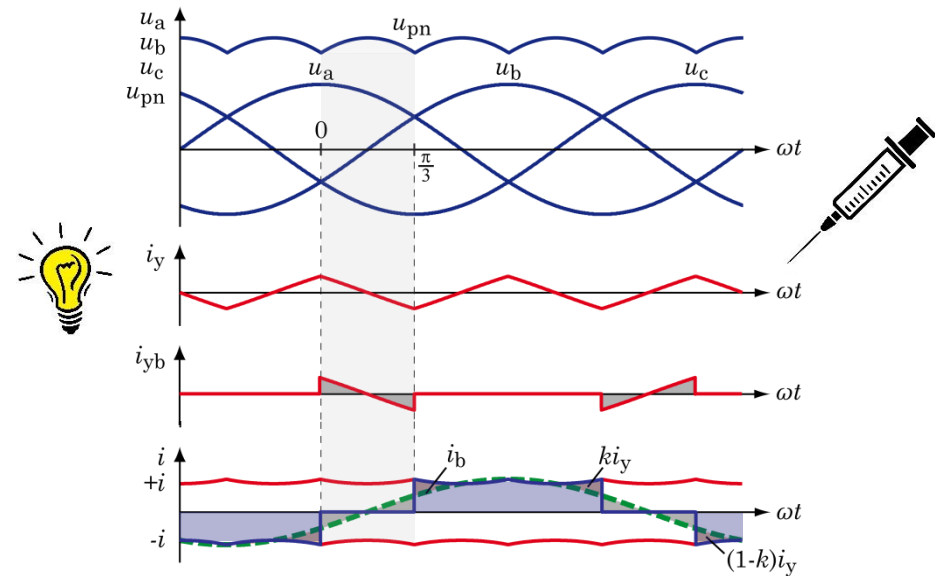 u_a
u_b
u_c
u_pn
u_pn
u_a
u_b
u_c
0
π/3
ωt
i_y
ωt
i_yb
ωt
i
+i
-i
i_b
ki_y
ωt
(1-k)i_y